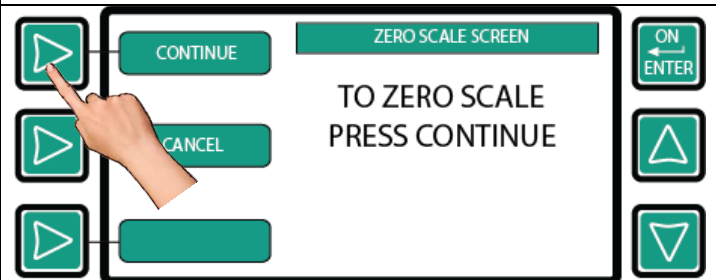 CONTINUE
CANCEL
ZERO SCALE SCREEN
TO ZERO SCALE
PRESS CONTINUE
ON
ENTER